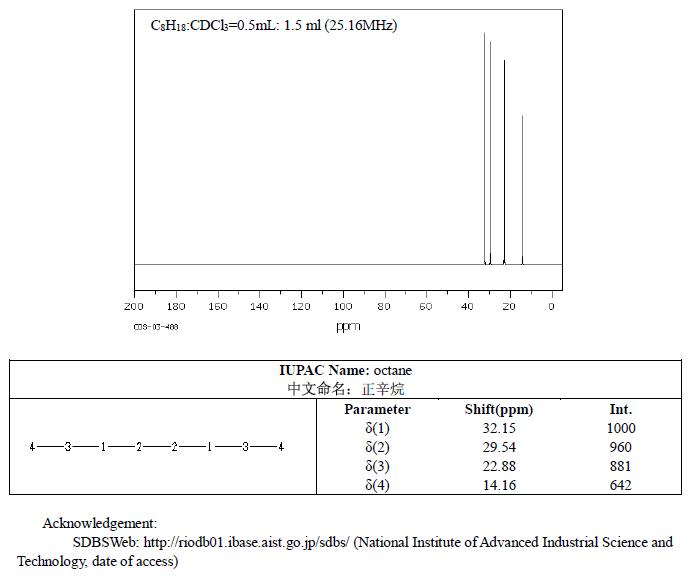 C₈H₁₈:CDCl₃=0.5mL: 1.5 ml (25.16MHz)
200 180 160 140 120 100 80 60 40 20 0
CDS-03-466
ppm
IUPAC Name: octane
中文命名：正辛烷
Parameter Shift(ppm) Int.
δ(1) 32.15 1000
4—3—1—2—2—1—3—4
δ(2) 29.54 960
δ(3) 22.88 881
δ(4) 14.16 642
Acknowledgement:
SDBSWeb: http://riodb01.ibase.aist.go.jp/sdbs/ (National Institute of Advanced Industrial Science and
Technology, date of access)